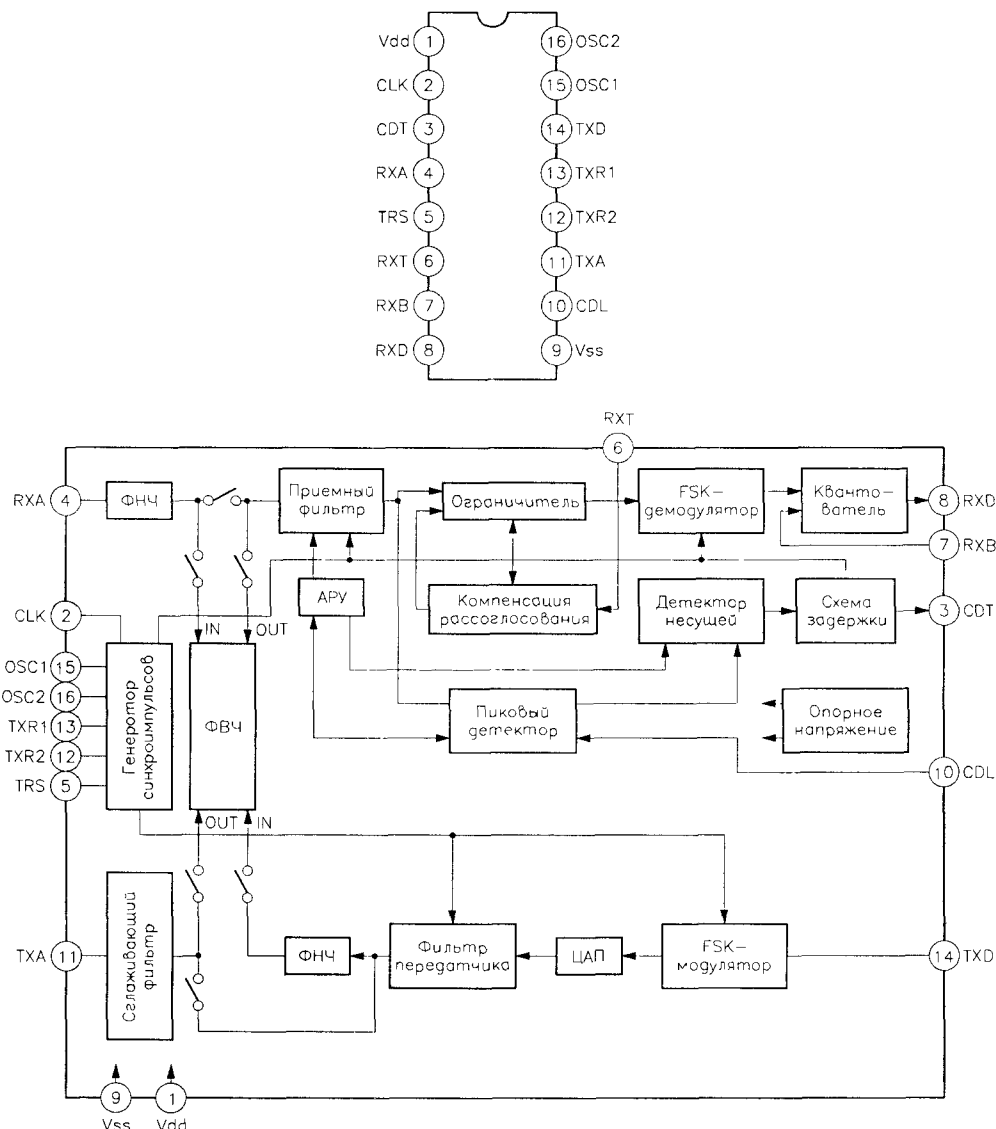 Vdd 1
16 OSC2
CLK 2
15 OSC1
CDT 3
14 TXD
RXA 4
13 TXR1
TRS 5
12 TXR2
RXT 6
11 TXA
RXB 7
10 CDL
RXD 8
9 Vss
RXT
6
RXA 4
ФНЧ
Приемный
фильтр
Ограничитель
FSK-
демодулятор
Кванто-
ватель
8 RXD
7 RXB
CLK 2
IN
OUT
АРУ
Компенсация
рассоглосования
Детектор
несущей
Схема
задержки
3 CDT
OSC1 15
OSC2 16
TXR1 13
TXR2 12
TRS 5
Генеротор
синхроимпульсов
ФВЧ
Пиковый
детектор
Опорное
напряжение
10 CDL
OUT
IN
TXA 11
Сглаживающий
фильтр
ФНЧ
Фильтр
передатчика
ЦАП
FSK-
модулятор
14 TXD
9
1
Vss
Vdd